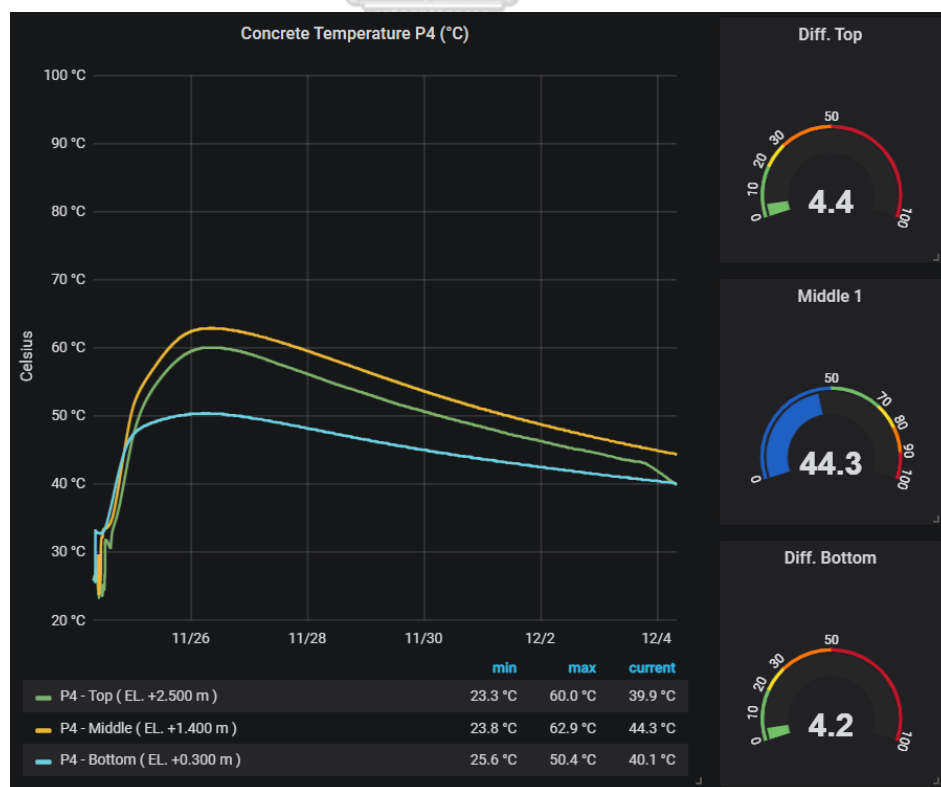 Concrete Temperature P4 (°C)
100 °C
90 °C
80 °C
70 °C
60 °C
50 °C
40 °C
30 °C
20 °C
Celsius
11/26 11/28 11/30 12/2 12/4
min max current
P4 - Top ( EL. +2.500 m ) 23.3 °C 60.0 °C 39.9 °C
P4 - Middle ( EL. +1.400 m ) 23.8 °C 62.9 °C 44.3 °C
P4 - Bottom ( EL. +0.300 m ) 25.6 °C 50.4 °C 40.1 °C
Diff. Top
0 10 20 30 50 100
4.4
Middle 1
0 50 70 80 90 100
44.3
Diff. Bottom
0 10 20 30 50 100
4.2